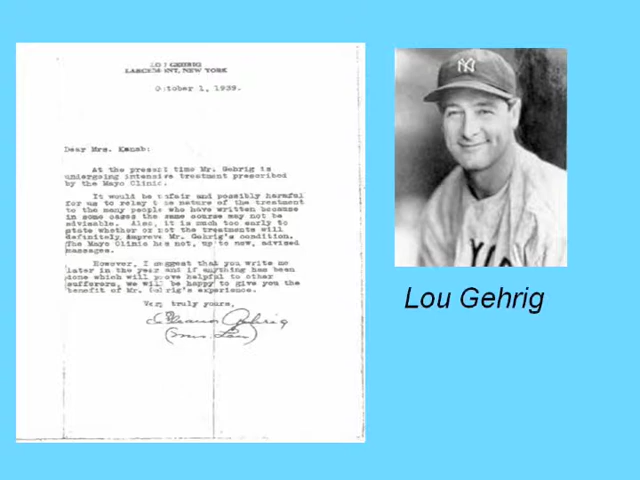 LOU GEHRIG
LARCHMONT, NEW YORK
October 1, 1939.
Dear Mrs. Kanab:
At the present time Mr. Gehrig is
undergoing intensive treatment prescribed
by the Mayo Clinic.
It would be unfair and possibly harmful
for us to relay the nature of the treatment
to the many people who have written because
in some cases the same course may not be
advisable. Also, it is much too early to
state whether or not the treatments will
definitely improve Mr. Gehrig's condition.
The Mayo Clinic has not, up to now, advised
massages.
However, I suggest that you write me
later in the year and if anything has been
done which will prove helpful to other
sufferers, we will be happy to give you the
benefit of Mr. Gehrig's experience.
Very truly yours,
Eleanor Gehrig
(Mrs. Lou)
NY
Lou Gehrig